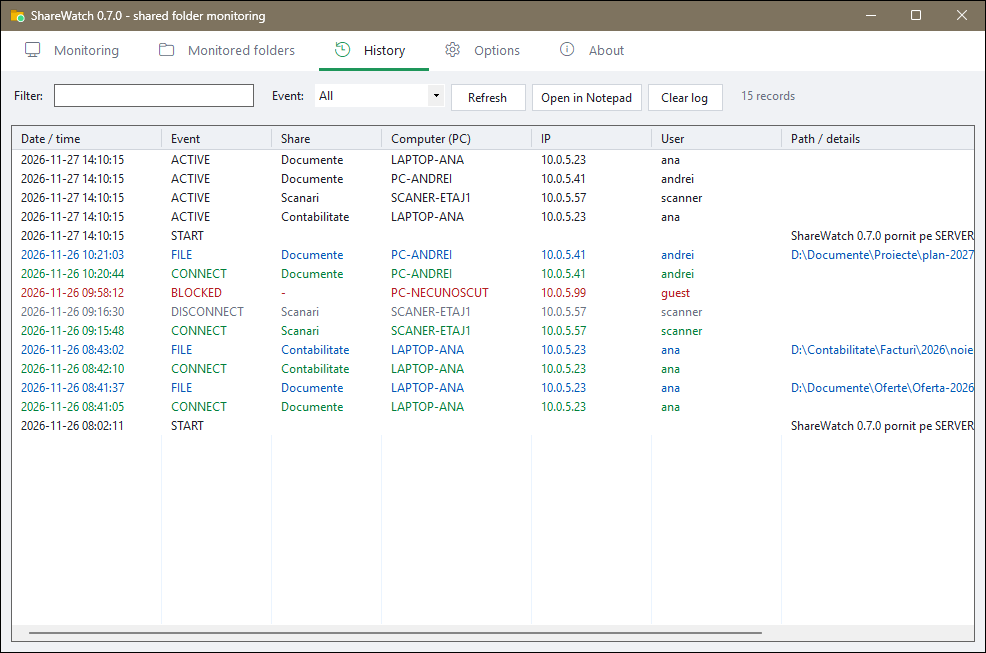 ShareWatch 0.7.0 - shared folder monitoring
Monitoring Monitored folders History Options About
Filter: Event: All Refresh Open in Notepad Clear log 15 records
Date / time Event Share Computer (PC) IP User Path / details
2026-11-27 14:10:15 ACTIVE Documente LAPTOP-ANA 10.0.5.23 ana
2026-11-27 14:10:15 ACTIVE Documente PC-ANDREI 10.0.5.41 andrei
2026-11-27 14:10:15 ACTIVE Scanari SCANER-ETAJ1 10.0.5.57 scanner
2026-11-27 14:10:15 ACTIVE Contabilitate LAPTOP-ANA 10.0.5.23 ana
2026-11-27 14:10:15 START ShareWatch 0.7.0 pornit pe SERVER
2026-11-26 10:21:03 FILE Documente PC-ANDREI 10.0.5.41 andrei D:\Documente\Proiecte\plan-2027
2026-11-26 10:20:44 CONNECT Documente PC-ANDREI 10.0.5.41 andrei
2026-11-26 09:58:12 BLOCKED - PC-NECUNOSCUT 10.0.5.99 guest
2026-11-26 09:16:30 DISCONNECT Scanari SCANER-ETAJ1 10.0.5.57 scanner
2026-11-26 09:15:48 CONNECT Scanari SCANER-ETAJ1 10.0.5.57 scanner
2026-11-26 08:43:02 FILE Contabilitate LAPTOP-ANA 10.0.5.23 ana D:\Contabilitate\Facturi\2026\noie
2026-11-26 08:42:10 CONNECT Contabilitate LAPTOP-ANA 10.0.5.23 ana
2026-11-26 08:41:37 FILE Documente LAPTOP-ANA 10.0.5.23 ana D:\Documente\Oferte\Oferta-2026
2026-11-26 08:41:05 CONNECT Documente LAPTOP-ANA 10.0.5.23 ana
2026-11-26 08:02:11 START ShareWatch 0.7.0 pornit pe SERVER